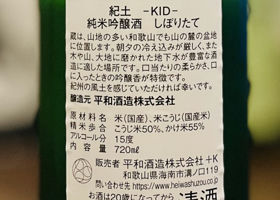 紀土 -KID-
純米吟醸酒 しぼりたて
蔵は、山地の多い和歌山でも山の麓の盆地
に位置します。朝夕の冷え込みが厳しく、ま
た木や山、大地に磨かれた地下水が豊富な酒
造に適した場所です。口当たりの柔らかさ、口
に入ったときの吟醸香が特徴です。
紀州の風土を感じていただければ幸いです。
醸造元 平和酒造株式会社
原材料 米(国産)、米こうじ(国産米)
精米歩合 こうじ米50%、かけ米55%
アルコール分 15度
内容量 720ml
販売者 平和酒造株式会社+K
和歌山県海南市溝ノ口119
問い合わせ先 https://www.heiwashuzou.co.jp
お酒は20歳になってから 清酒